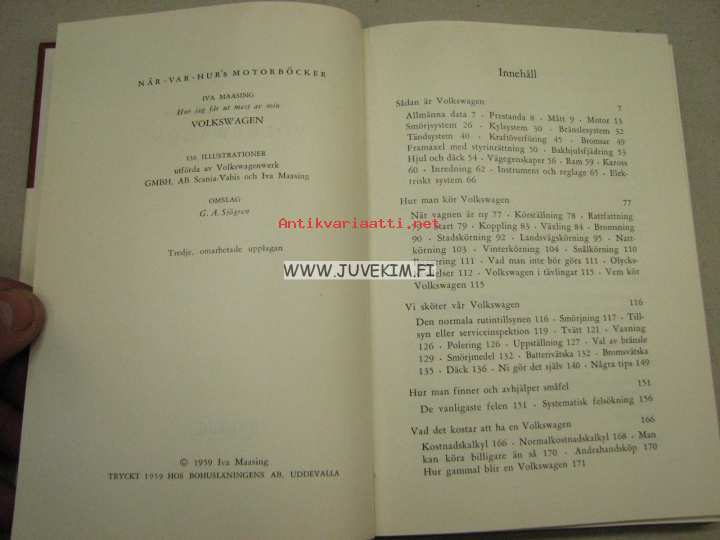 NÄR-VAR-HUR's MOTORBÖCKER
IVA MAASING
Hur jag får ut mest av min
VOLKSWAGEN
ILLUSTRATIONER
utförda av Volkswagenwerk
GMBH, AB Scania-Vabis och Iva Maasing
OMSLAG
G. A. Sjögren
Tredje, omarbetade upplagan
© 1959 Iva Maasing
TRYCKT 1959 HOS BOHUSLÄNINGENS AB, UDDEVALLA
Innehåll
Sådan är Volkswagen 7
Allmänna data 7 · Prestanda 8 · Mått 9 · Motor 13
Smörjsystem 26 · Kylsystem 30 · Bränslesystem 32
Tändsystem 40 · Kraftöverföring 45 · Bromsar 49
Framaxel med styrinrättning 50 · Bakhjulsfjädring 53
Hjul och däck 54 · Vägegenskaper 56 · Ram 59 · Kaross
60 · Inredning 62 · Instrument och reglage 65 · Elek-
triskt system 66
Hur man kör Volkswagen 77
När vagnen är ny 77 · Körställning 78 · Rattfattning
79 · Start 79 · Koppling 83 · Växling 84 · Bromsning
90 · Stadskörning 92 · Landsvägskörning 95 · Natt-
körning 103 · Vinterkörning 104 · Snålkörning 110
111 · Vad man inte bör göra 111 · Olycks-
112 · Volkswagen i tävlingar 113 · Vem kör
Volkswagen 115
Vi sköter vår Volkswagen 116
Den normala rutintillsynen 116 · Smörjning 117 · Till-
syn eller serviceinspektion 119 · Tvätt 121 · Vaxning
126 · Polering 126 · Uppställning 127 · Val av bränsle
129 · Smörjmedel 132 · Batterivätska 132 · Bromsvätska
135 · Däck 136 · Ni gör det själv 140 · Några tips 149
Hur man finner och avhjälper småfel 151
De vanligaste felen 151 · Systematisk felsökning 156
Vad det kostar att ha en Volkswagen 166
Kostnadskalkyl 166 · Normalkostnadskalkyl 168 · Man
kan köra billigare än så 170 · Andrahandsköp 170
Hur gammal blir en Volkswagen 171
Antikvariaatti.net
WWW.JUVEKIM.FI